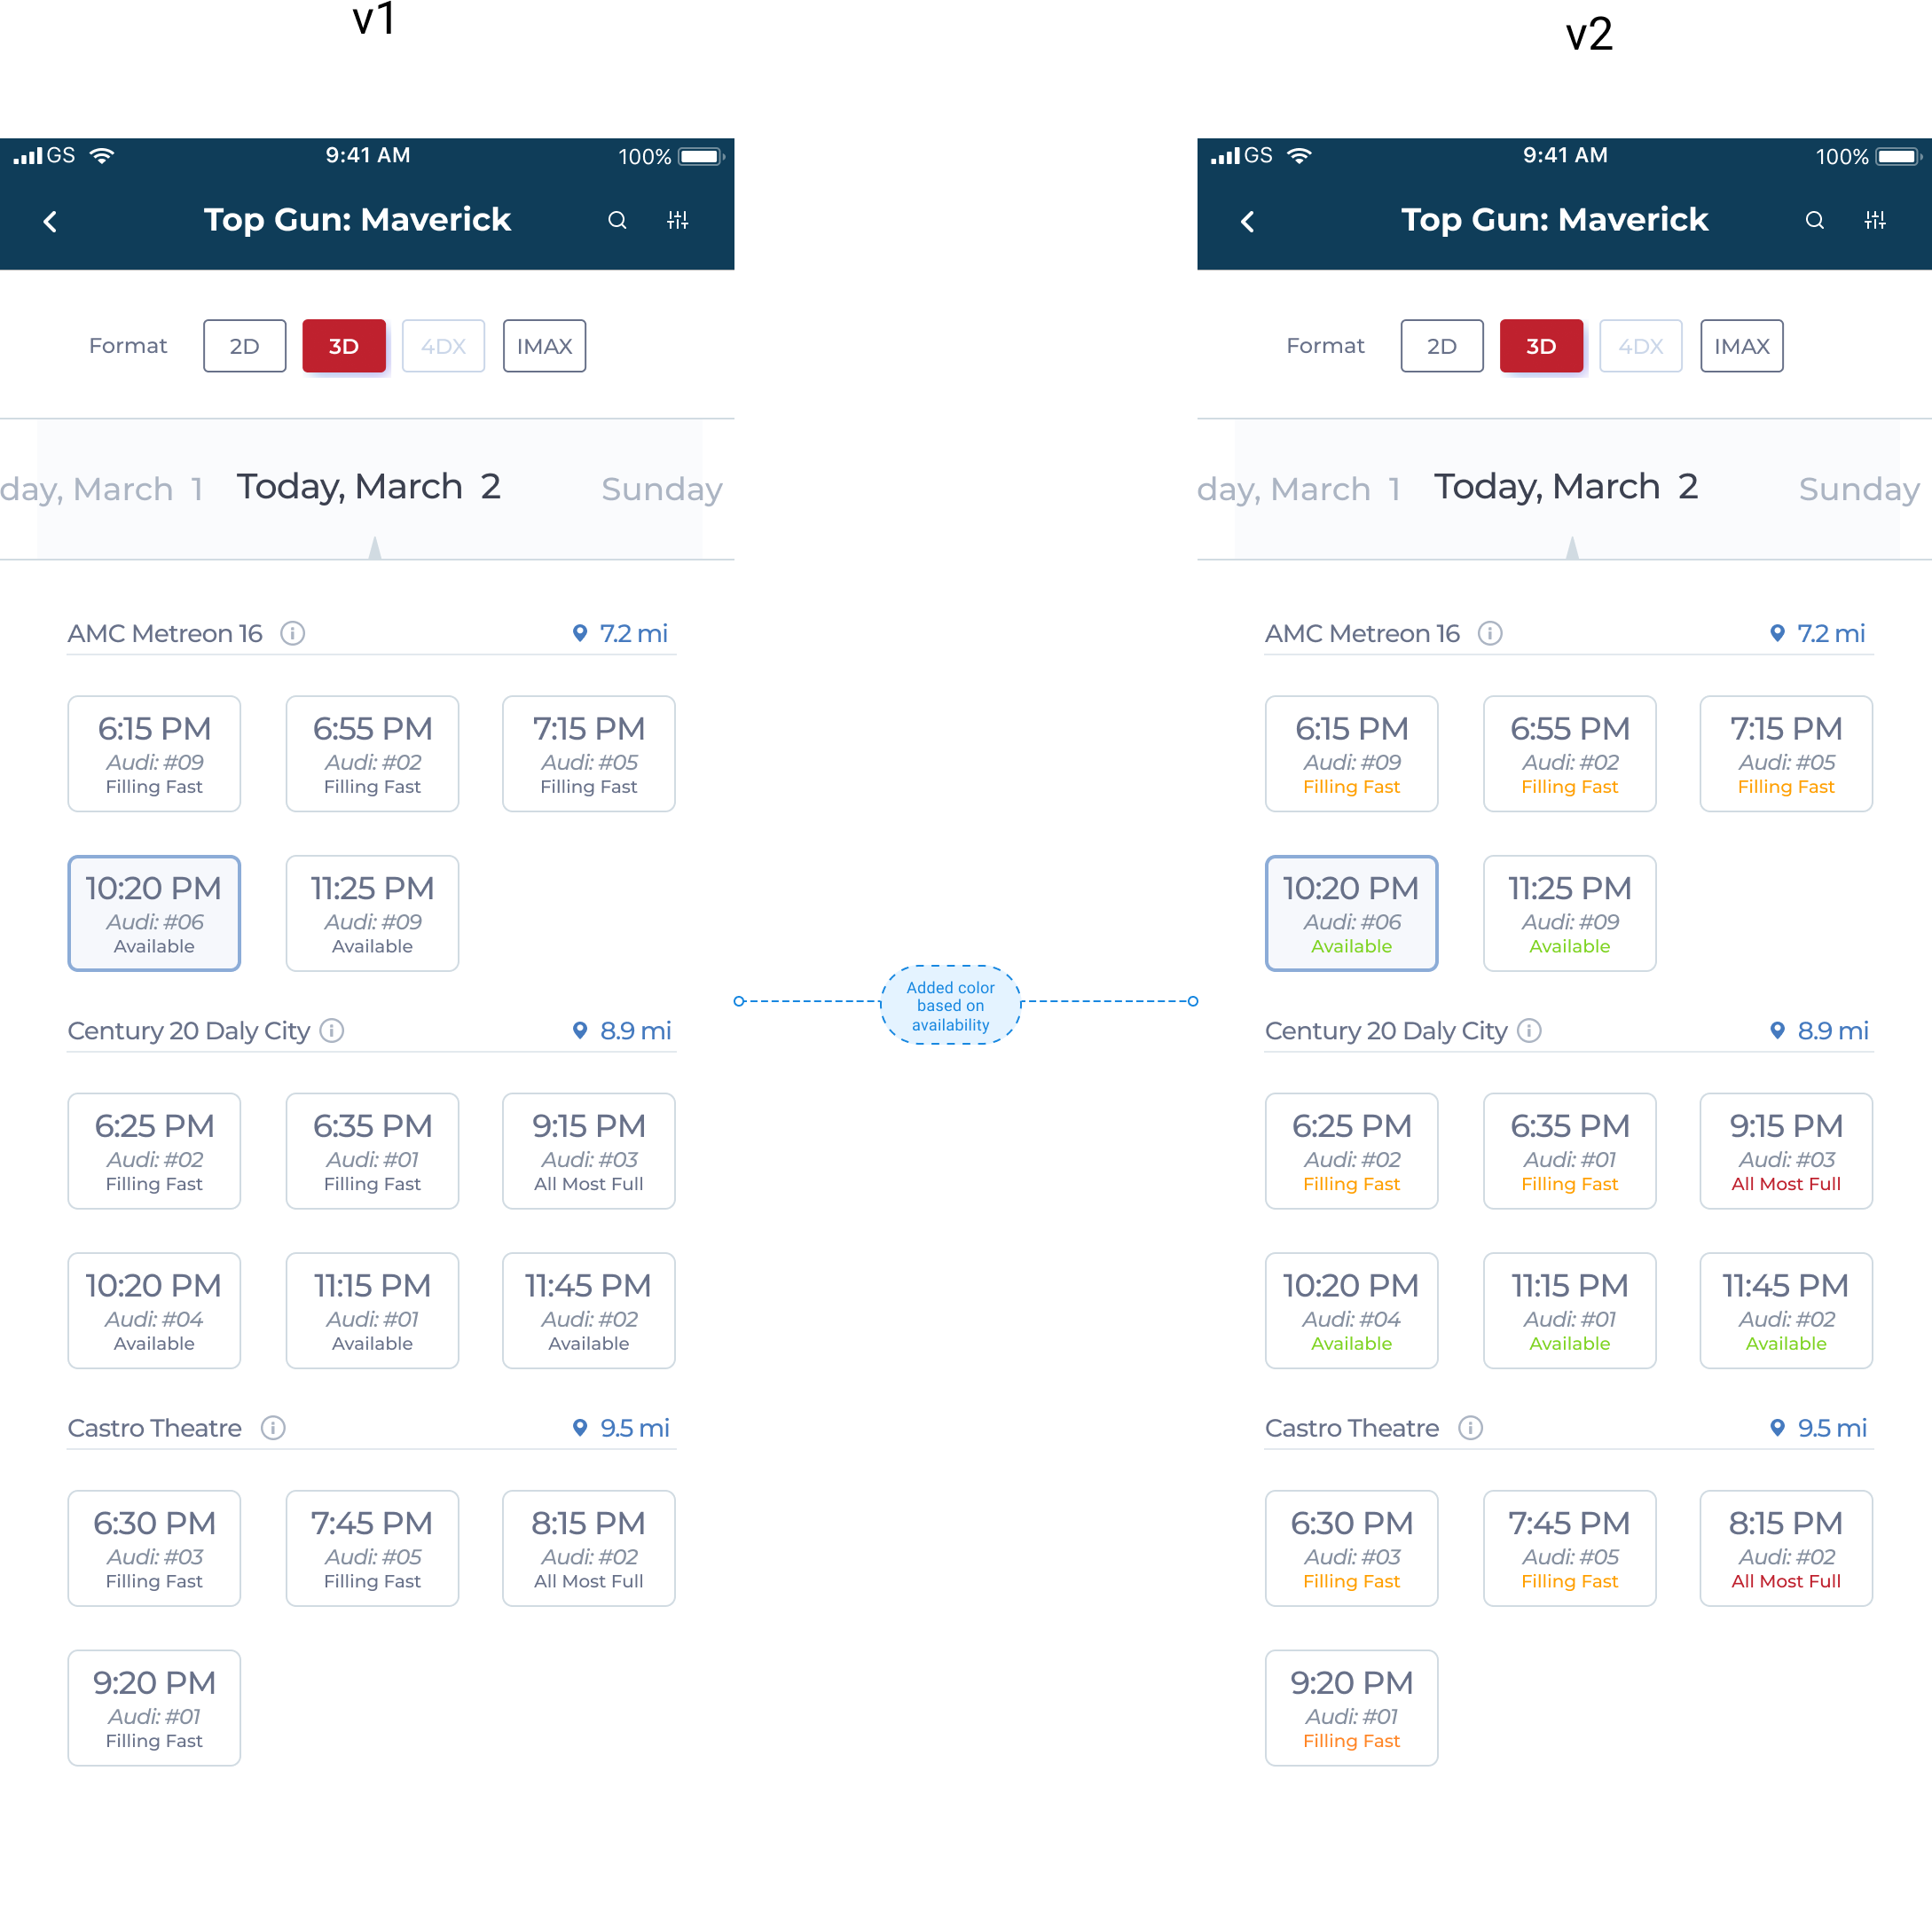 v1
GS 9:41 AM 100%
Top Gun: Maverick
Format 2D 3D 4DX IMAX
day, March 1 Today, March 2 Sunday
AMC Metreon 16 7.2 mi
6:15 PM 6:55 PM 7:15 PM
Audi: #09 Audi: #02 Audi: #05
Filling Fast Filling Fast Filling Fast
10:20 PM 11:25 PM
Audi: #06 Audi: #09
Available Available
Century 20 Daly City 8.9 mi
6:25 PM 6:35 PM 9:15 PM
Audi: #02 Audi: #01 Audi: #03
Filling Fast Filling Fast All Most Full
10:20 PM 11:15 PM 11:45 PM
Audi: #04 Audi: #01 Audi: #02
Available Available Available
Castro Theatre 9.5 mi
6:30 PM 7:45 PM 8:15 PM
Audi: #03 Audi: #05 Audi: #02
Filling Fast Filling Fast All Most Full
9:20 PM
Audi: #01
Filling Fast
Added color
based on
availability
v2
GS 9:41 AM 100%
Top Gun: Maverick
Format 2D 3D 4DX IMAX
day, March 1 Today, March 2 Sunday
AMC Metreon 16 7.2 mi
6:15 PM 6:55 PM 7:15 PM
Audi: #09 Audi: #02 Audi: #05
Filling Fast Filling Fast Filling Fast
10:20 PM 11:25 PM
Audi: #06 Audi: #09
Available Available
Century 20 Daly City 8.9 mi
6:25 PM 6:35 PM 9:15 PM
Audi: #02 Audi: #01 Audi: #03
Filling Fast Filling Fast All Most Full
10:20 PM 11:15 PM 11:45 PM
Audi: #04 Audi: #01 Audi: #02
Available Available Available
Castro Theatre 9.5 mi
6:30 PM 7:45 PM 8:15 PM
Audi: #03 Audi: #05 Audi: #02
Filling Fast Filling Fast All Most Full
9:20 PM
Audi: #01
Filling Fast